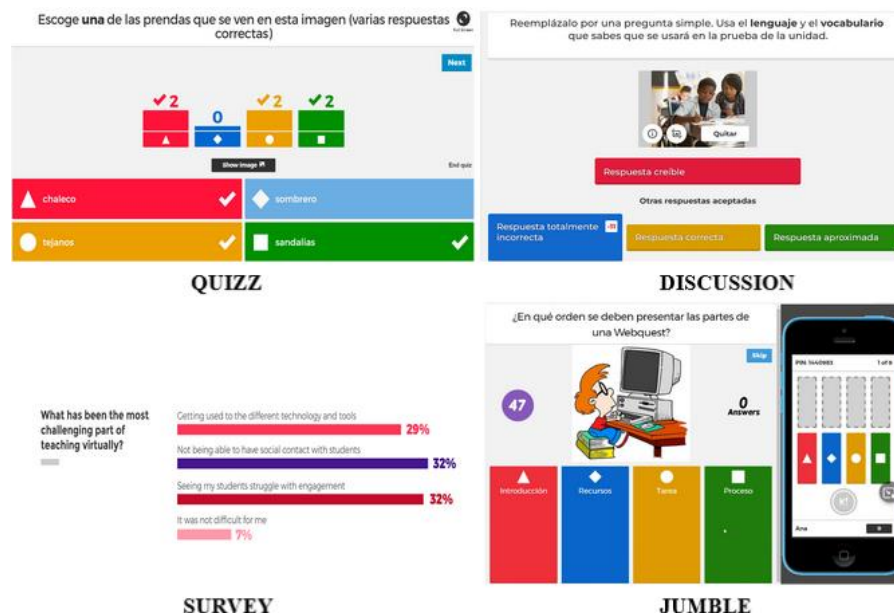 Escoge una de las prendas que se ven en esta imagen (varias respuestas
correctas)
Next
2
0
2
2
Show image
End quiz
chaleco
sombrero
tejanos
sandalias
QUIZZ
Reemplázalo por una pregunta simple. Usa el lenguaje y el vocabulario
que sabes que se usará en la prueba de la unidad.
Quitar
Respuesta creíble
Otras respuestas aceptadas
Respuesta totalmente
incorrecta
Respuesta correcta
Respuesta aproximada
DISCUSSION
What has been the most
challenging part of
teaching virtually?
Getting used to the different technology and tools
29%
Not being able to have social contact with students
32%
Seeing my students struggle with engagement
32%
It was not difficult for me
7%
SURVEY
¿En qué orden se deben presentar las partes de
una Webquest?
Skip
47
0
Answers
Introducción
Recursos
Tarea
Proceso
Ana
0
JUMBLE